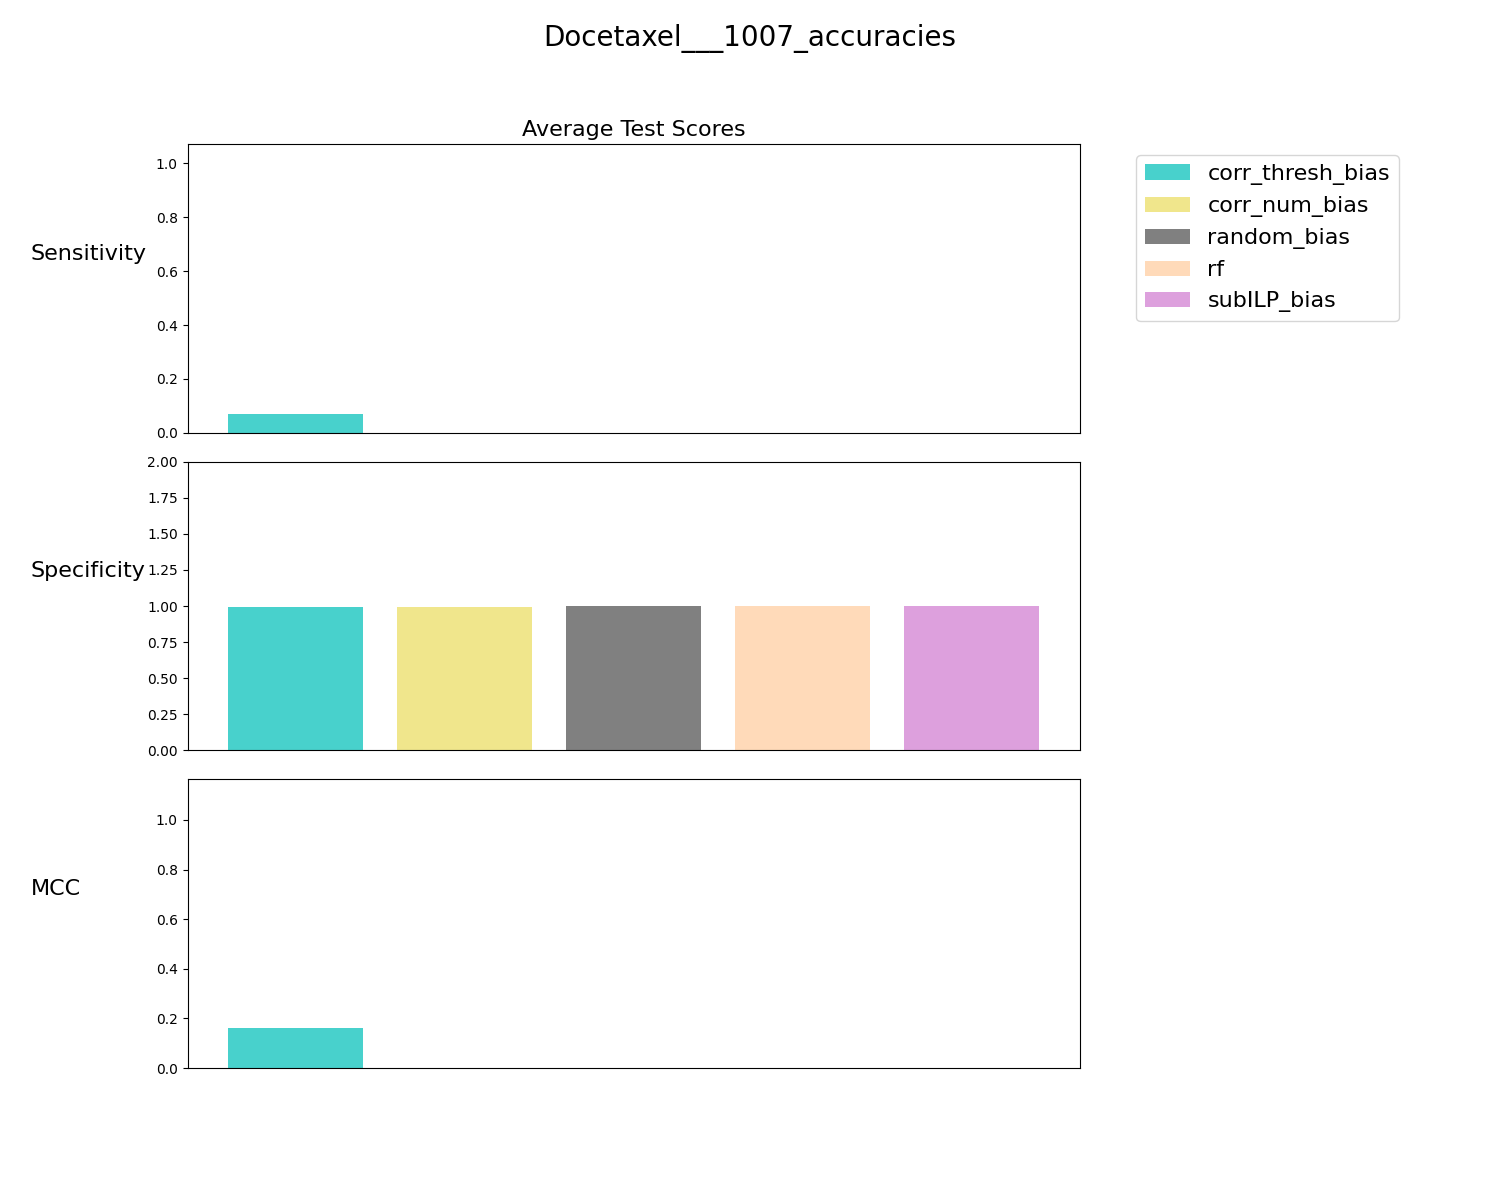 Docetaxel___1007_accuracies
Average Test Scores
Sensitivity
1.0
0.8
0.6
0.4
0.2
0.0
corr_thresh_bias
corr_num_bias
random_bias
rf
subILP_bias
Specificity
2.00
1.75
1.50
1.25
1.00
0.75
0.50
0.25
0.00
MCC
1.0
0.8
0.6
0.4
0.2
0.0